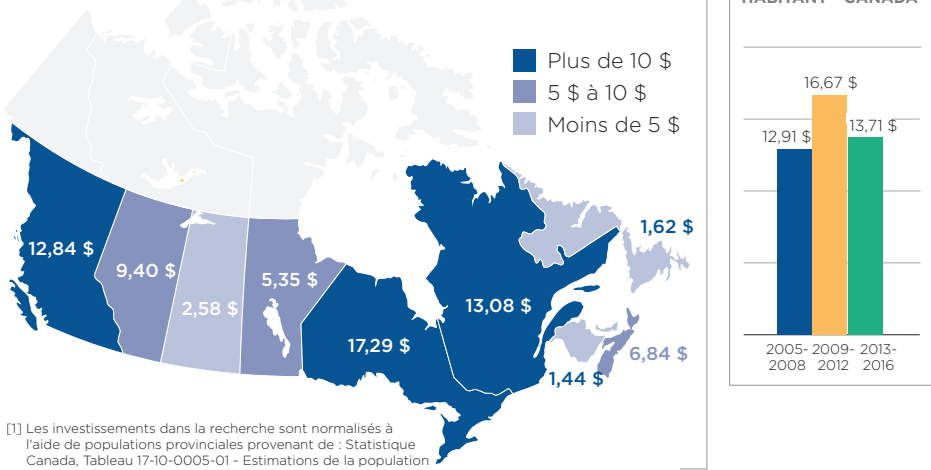 Plus de 10 $
5 $ à 10 $
Moins de 5 $
12,84 $
9,40 $
2,58 $
5,35 $
17,29 $
13,08 $
1,62 $
6,84 $
1,44 $
[1] Les investissements dans la recherche sont normalisés à
l'aide de populations provinciales provenant de : Statistique
Canada, Tableau 17-10-0005-01 - Estimations de la population
HABITANT - CANADA
12,91 $
16,67 $
13,71 $
2005- 2009- 2013-
2008 2012 2016